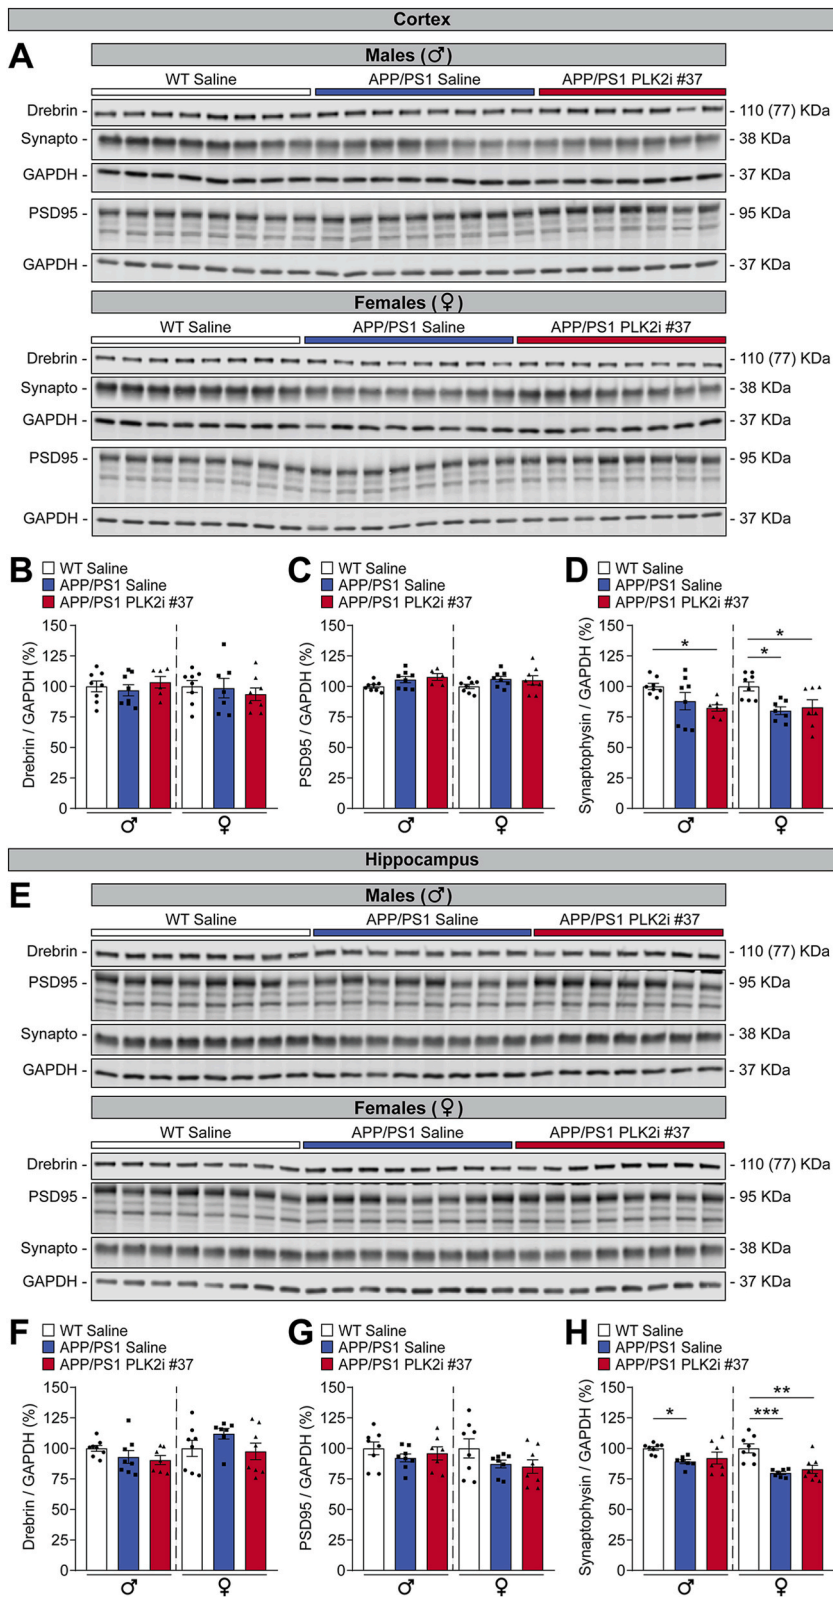 Cortex
A
Males (♂)
WT Saline APP/PS1 Saline APP/PS1 PLK2i #37
Drebrin - - 110 (77) KDa
Synapto - - 38 KDa
GAPDH - - 37 KDa
PSD95 - - 95 KDa
GAPDH - - 37 KDa
Females (♀)
WT Saline APP/PS1 Saline APP/PS1 PLK2i #37
Drebrin - - 110 (77) KDa
Synapto - - 38 KDa
GAPDH - - 37 KDa
PSD95 - - 95 KDa
GAPDH - - 37 KDa
B
WT Saline
APP/PS1 Saline
APP/PS1 PLK2i #37
Drebrin / GAPDH (%)
150
125
100
75
50
25
0
♂ ♀
C
WT Saline
APP/PS1 Saline
APP/PS1 PLK2i #37
PSD95 / GAPDH (%)
150
125
100
75
50
25
0
♂ ♀
D
WT Saline
APP/PS1 Saline
APP/PS1 PLK2i #37
Synaptophysin / GAPDH (%)
150
125
100
75
50
25
0
* * *
♂ ♀
Hippocampus
E
Males (♂)
WT Saline APP/PS1 Saline APP/PS1 PLK2i #37
Drebrin - - 110 (77) KDa
PSD95 - - 95 KDa
Synapto - - 38 KDa
GAPDH - - 37 KDa
Females (♀)
WT Saline APP/PS1 Saline APP/PS1 PLK2i #37
Drebrin - - 110 (77) KDa
PSD95 - - 95 KDa
Synapto - - 38 KDa
GAPDH - - 37 KDa
F
WT Saline
APP/PS1 Saline
APP/PS1 PLK2i #37
Drebrin / GAPDH (%)
150
125
100
75
50
25
0
♂ ♀
G
WT Saline
APP/PS1 Saline
APP/PS1 PLK2i #37
PSD95 / GAPDH (%)
150
125
100
75
50
25
0
♂ ♀
H
WT Saline
APP/PS1 Saline
APP/PS1 PLK2i #37
Synaptophysin / GAPDH (%)
150
125
100
75
50
25
0
* ** ***
♂ ♀